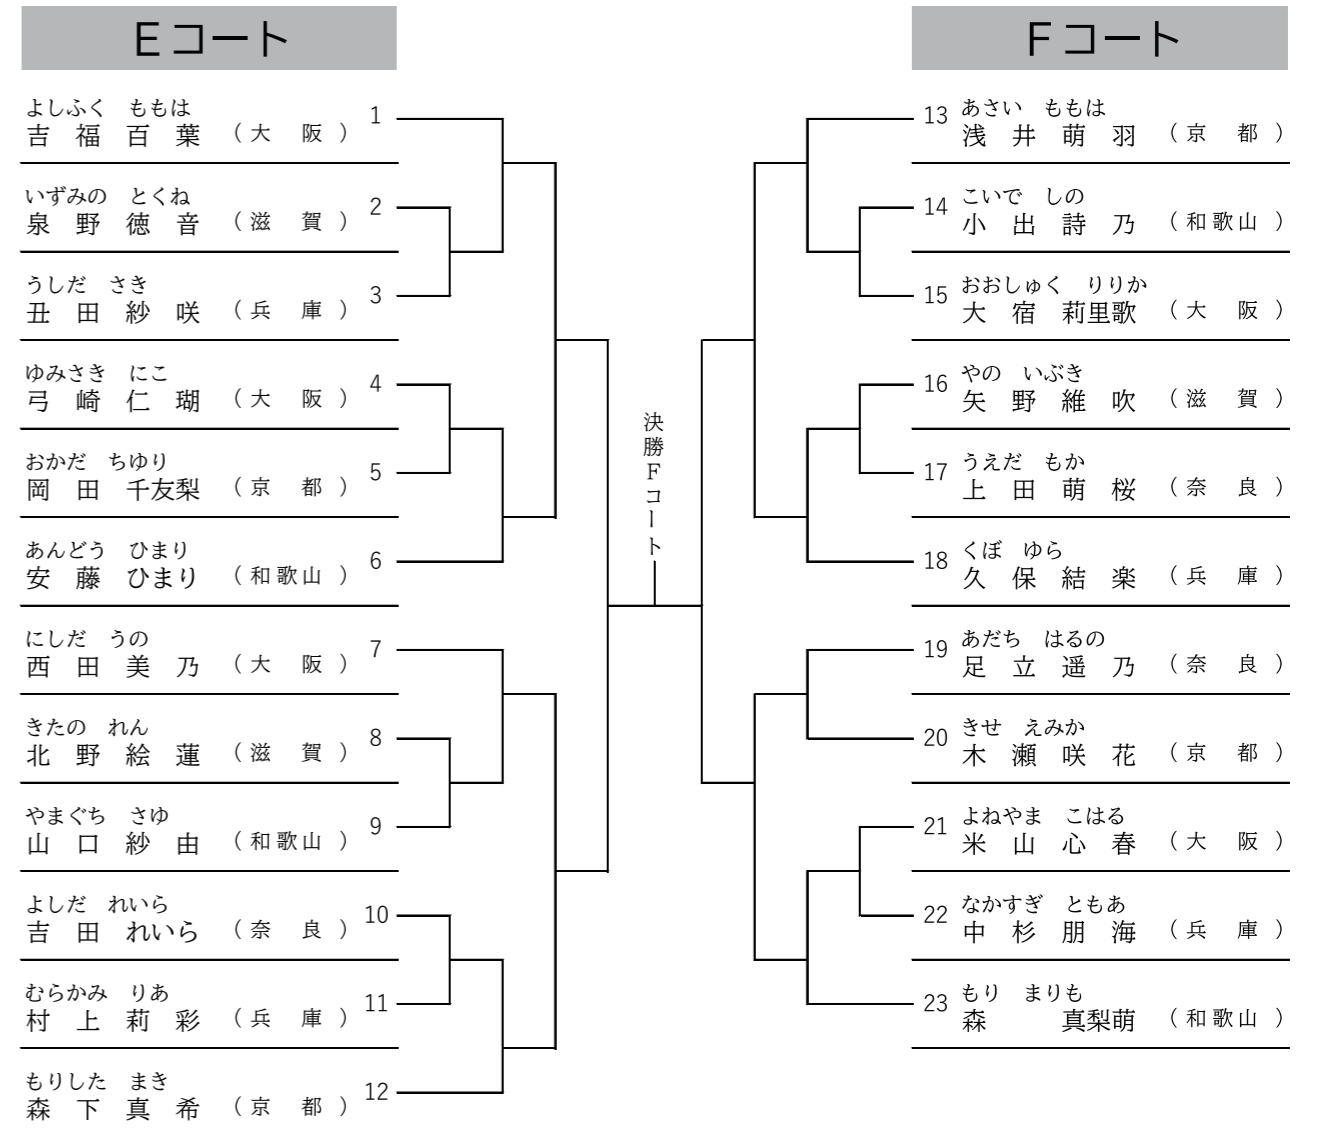 Eコート
よしふく ももは
吉福百葉 (大阪) 1
いずみの とくね
泉野徳音 (滋賀) 2
うしだ さき
丑田紗咲 (兵庫) 3
ゆみさき にこ
弓崎仁瑚 (大阪) 4
おかだ ちゆり
岡田千友梨 (京都) 5
あんどう ひまり
安藤ひまり (和歌山) 6
にしだ うの
西田美乃 (大阪) 7
きたの れん
北野絵蓮 (滋賀) 8
やまぐち さゆ
山口紗由 (和歌山) 9
よしだ れいら
吉田れいら (奈良) 10
むらかみ りあ
村上莉彩 (兵庫) 11
もりした まき
森下真希 (京都) 12
決勝Fコート
Fコート
あさい ももは
13 浅井萌羽 (京都)
こいで しの
14 小出詩乃 (和歌山)
おおしゅく りりか
15 大宿莉里歌 (大阪)
やの いぶき
16 矢野維吹 (滋賀)
うえだ もか
17 上田萌桜 (奈良)
くぼ ゆら
18 久保結楽 (兵庫)
あだち はるの
19 足立遥乃 (奈良)
きせ えみか
20 木瀬咲花 (京都)
よねやま こはる
21 米山心春 (大阪)
なかすぎ ともあ
22 中杉朋海 (兵庫)
もり まりも
23 森 真梨萌 (和歌山)